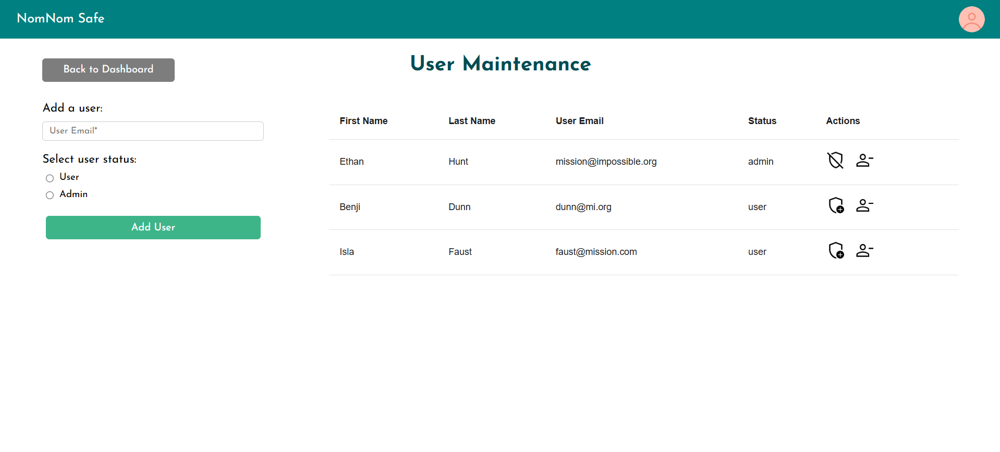 NomNom Safe
Back to Dashboard
User Maintenance
Add a user:
User Email*
Select user status:
User
Admin
Add User
First Name Last Name User Email Status Actions
Ethan Hunt mission@impossible.org admin
Benji Dunn dunn@mi.org user
Isla Faust faust@mission.com user